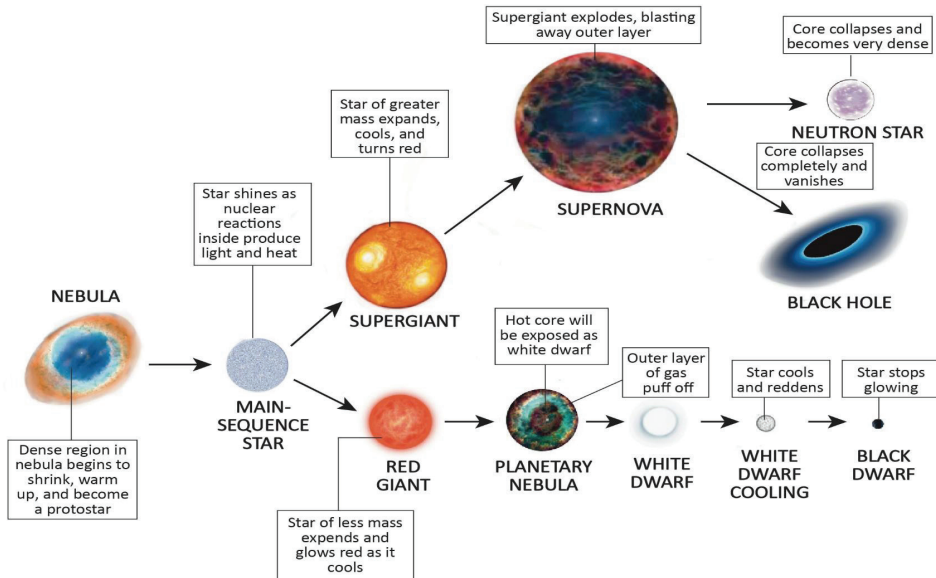 Supergiant explodes, blasting
away outer layer
Core collapses and
becomes very dense
Star of greater
mass expands,
cools, and
turns red
NEUTRON STAR
Core collapses
completely and
vanishes
Star shines as
nuclear
reactions
inside produce
light and heat
SUPERNOVA
NEBULA
SUPERGIANT
BLACK HOLE
Hot core will
be exposed as
white dwarf
Outer layer
of gas
puff off
Star cools
and reddens
Star stops
glowing
MAIN-
SEQUENCE
STAR
Dense region in
nebula begins to
shrink, warm
up, and become
a protostar
RED
GIANT
PLANETARY
NEBULA
WHITE
DWARF
WHITE
DWARF
COOLING
BLACK
DWARF
Star of less mass
expends and
glows red as it
cools